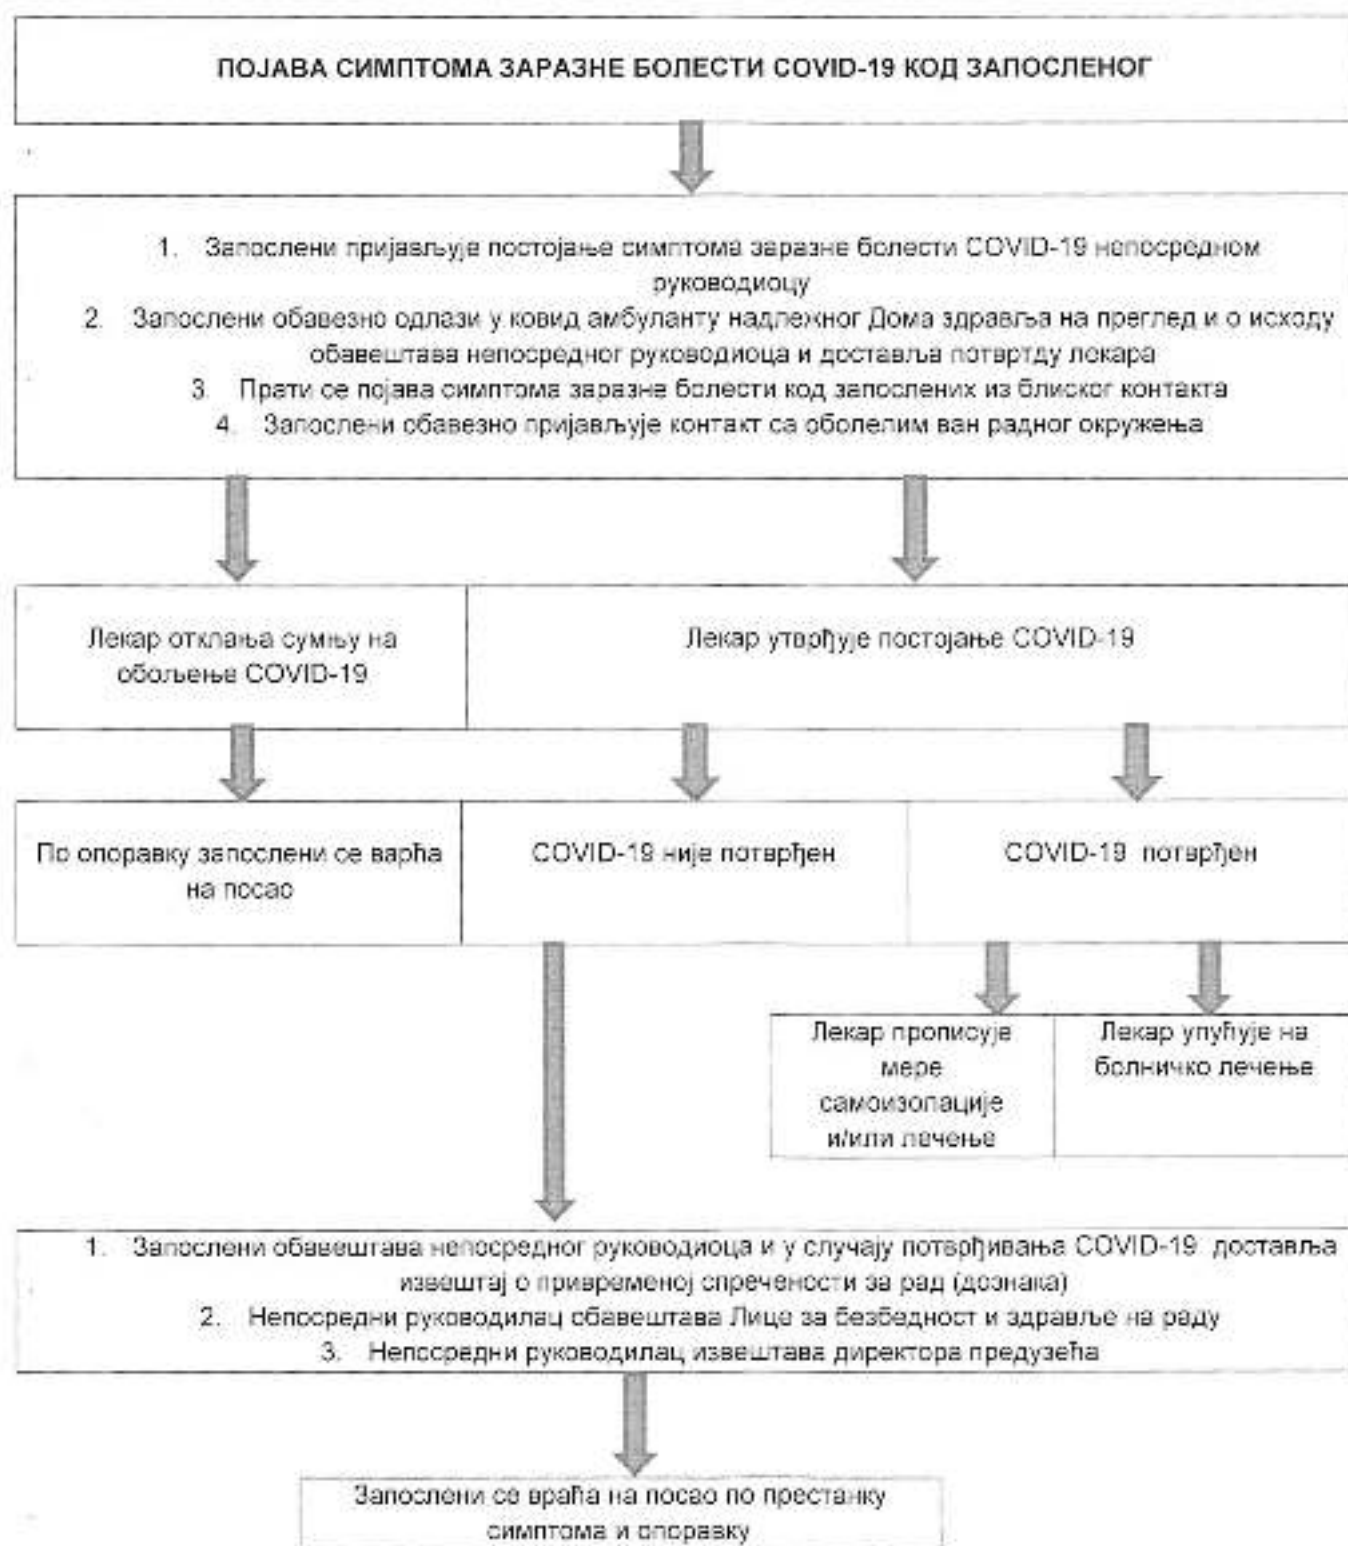 ПОЈАВА СИМПТОМА ЗАРАЗНЕ БОЛЕСТИ COVID-19 КОД ЗАПОСЛЕНОГ
1. Запослени пријављује постојање симптома заразне болести COVID-19 непосредном
руководиоцу
2. Запослени обавезно одлази у ковид амбуланту надлежног Дома здравља на преглед и о исходу
обавештава непосредног руководиоца и доставља потвртду лекара
3. Прати се појава симптома заразне болести код запослених из блиског контакта
4. Запослени обавезно пријављује контакт са оболелим ван радног окружења
Лекар отклања сумњу на
обољење COVID-19
Лекар утврђује постојање COVID-19
По опоравку запослени се варћа
на посао
COVID-19 није потврђен
COVID-19 потврђен
Лекар прописује
мере
самоизолације
и/или лечење
Лекар упућује на
болничко лечење
1. Запослени обавештава непосредног руководиоца и у случају потврђивања COVID-19 доставља
извештај о привременој спречености за рад (дознака)
2. Непосредни руководилац обавештава Лице за безбедност и здравље на раду
3. Непосредни руководилац извештава директора предузећа
Запослени се враћа на посао по престанку
симптома и опоравку